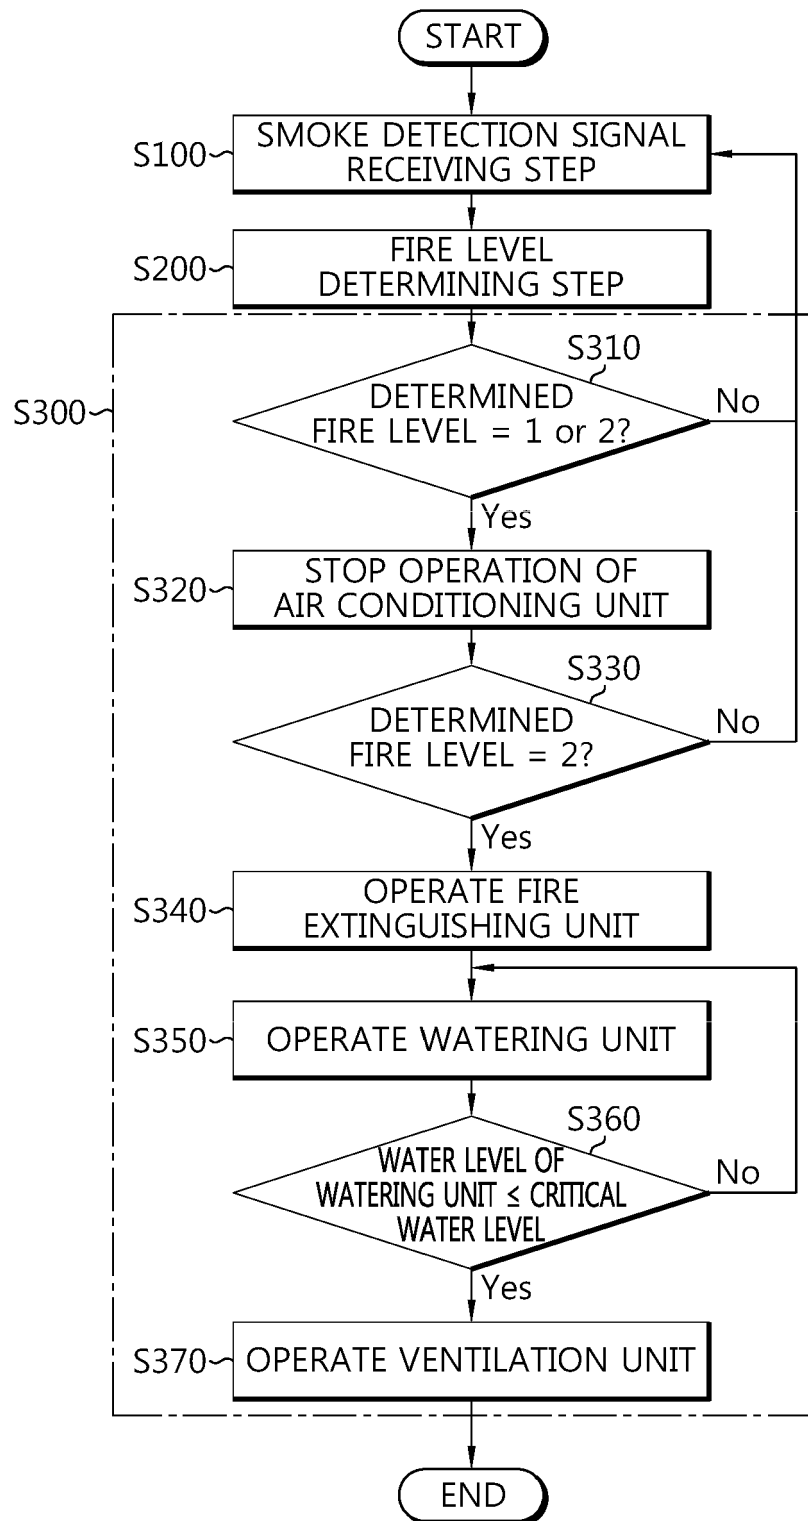 START
S100
SMOKE DETECTION SIGNAL
RECEIVING STEP
S200
FIRE LEVEL
DETERMINING STEP
S300
S310
DETERMINED
FIRE LEVEL = 1 or 2?
No
Yes
S320
STOP OPERATION OF
AIR CONDITIONING UNIT
S330
DETERMINED
FIRE LEVEL = 2?
No
Yes
S340
OPERATE FIRE
EXTINGUISHING UNIT
S350
OPERATE WATERING UNIT
S360
WATER LEVEL OF
WATERING UNIT ≤ CRITICAL
WATER LEVEL
No
Yes
S370
OPERATE VENTILATION UNIT
END